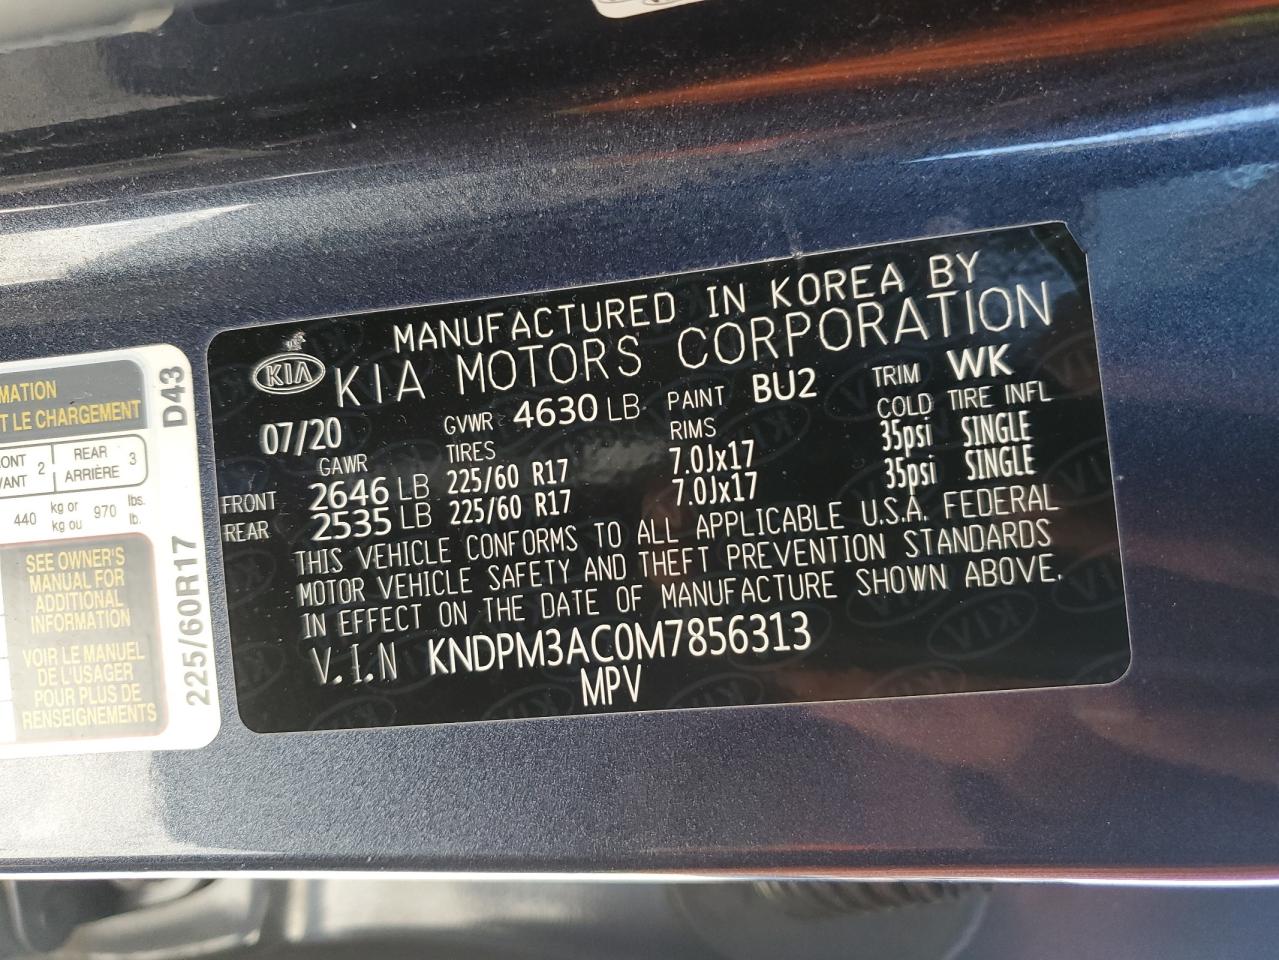 MANUFACTURED IN KOREA BY
KIA KIA MOTORS CORPORATION
07/20 GVWR 4630 LB PAINT BU2 TRIM WK
GAWR TIRES RIMS COLD TIRE INFL
FRONT 2646 LB 225/60 R17 7.0Jx17 35psi SINGLE
REAR 2535 LB 225/60 R17 7.0Jx17 35psi SINGLE
THIS VEHICLE CONFORMS TO ALL APPLICABLE U.S.A. FEDERAL
MOTOR VEHICLE SAFETY AND THEFT PREVENTION STANDARDS
IN EFFECT ON THE DATE OF MANUFACTURE SHOWN ABOVE.
V.I.N KNDPM3AC0M7856313
MPV
MATION
T LE CHARGEMENT
ONT 2 REAR 3
VANT ARRIÈRE
440 kg or 970 lbs.
kg ou lb.
SEE OWNER'S
MANUAL FOR
ADDITIONAL
INFORMATION
VOIR LE MANUEL
DE L'USAGER
POUR PLUS DE
RENSEIGNEMENTS
225/60R17 D43